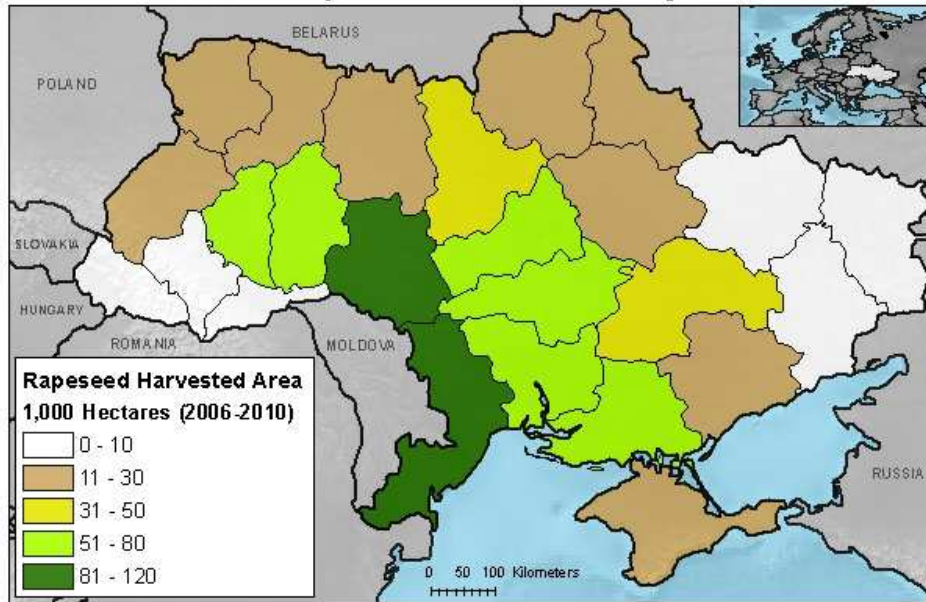 BELARUS
POLAND
SLOVAKIA
HUNGARY
ROMANIA
MOLDOVA
RUSSIA
Rapeseed Harvested Area
1,000 Hectares (2006-2010)
0 - 10
11 - 30
31 - 50
51 - 80
81 - 120
0 50 100 Kilometers